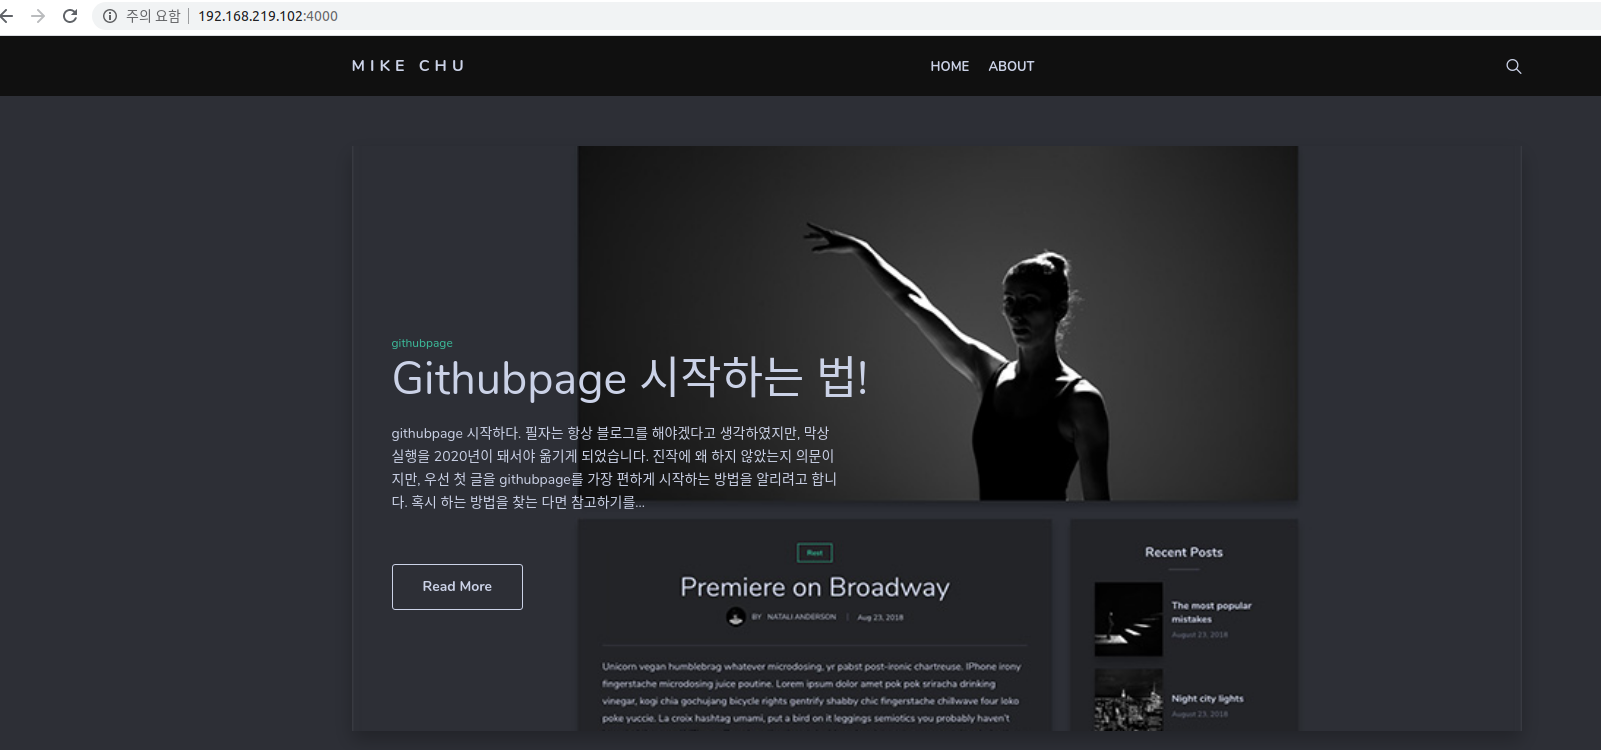 주의 요함 192.168.219.102:4000
MIKE CHU
HOME ABOUT
githubpage
Githubpage 시작하는 법!
githubpage 시작하다. 필자는 항상 블로그를 해야겠다고 생각하였지만, 막상
실행을 2020년이 돼서야 옮기게 되었습니다. 진작에 왜 하지 않았는지 의문이
지만, 우선 첫 글을 githubpage를 가장 편하게 시작하는 방법을 알리려고 합니
다. 혹시 하는 방법을 찾는 다면 참고하기를...
Read More
Rest
Premiere on Broadway
BY NATALI ANDERSON | Aug 23, 2018
Unicorn vegan humblebrag whatever microdosing, yr pabst post-ironic chartreuse. IPhone irony
fingerstache microdosing juice poutine. Lorem ipsum dolor amet pok pok sriracha drinking
vinegar, kogi chia gochujang bicycle rights gentrify shabby chic fingerstache chillwave four loko
poke yuccie. La croix hashtag umami, put a bird on it leggings semiotics you probably haven't
Recent Posts
The most popular
mistakes
August 23, 2018
Night city lights
August 23, 2018